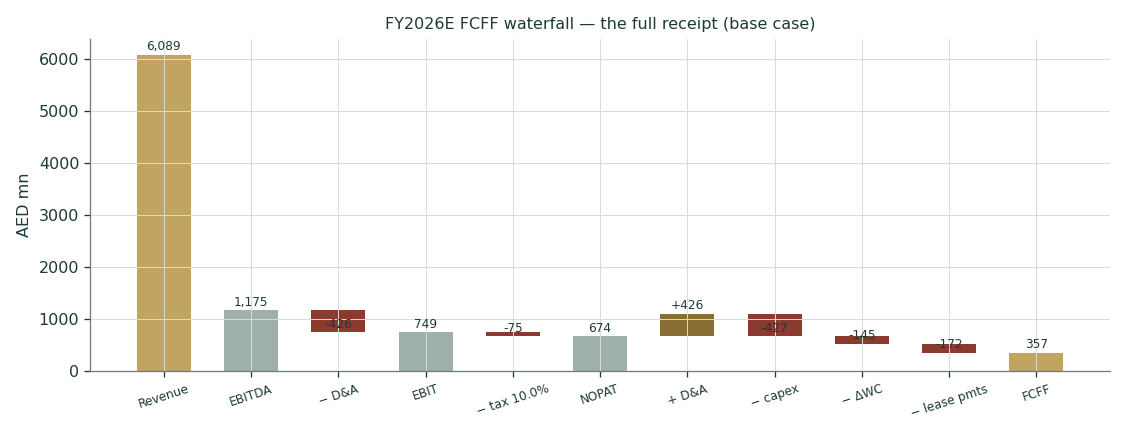 FY2026E FCFF waterfall — the full receipt (base case)
AED mn
6000
5000
4000
3000
2000
1000
0
6,089
1,175
-426
749
-75
674
+426
-427
-145
-172
357
Revenue
EBITDA
− D&A
EBIT
− tax 10.0%
NOPAT
+ D&A
− capex
− ΔWC
− lease pmts
FCFF